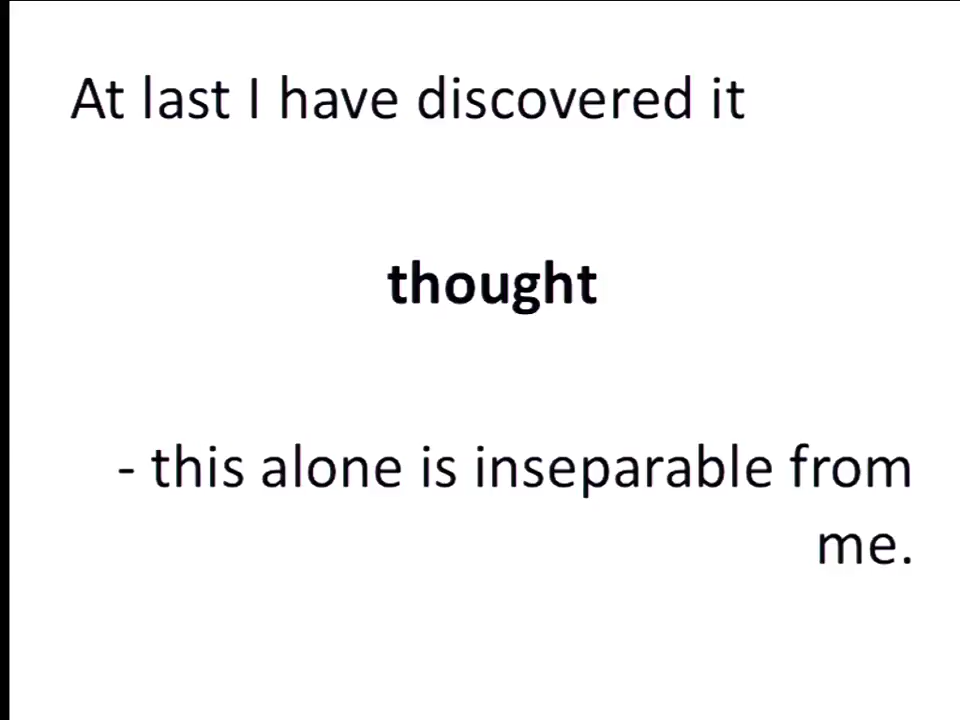 At last I have discovered it
thought
- this alone is inseparable from
me.